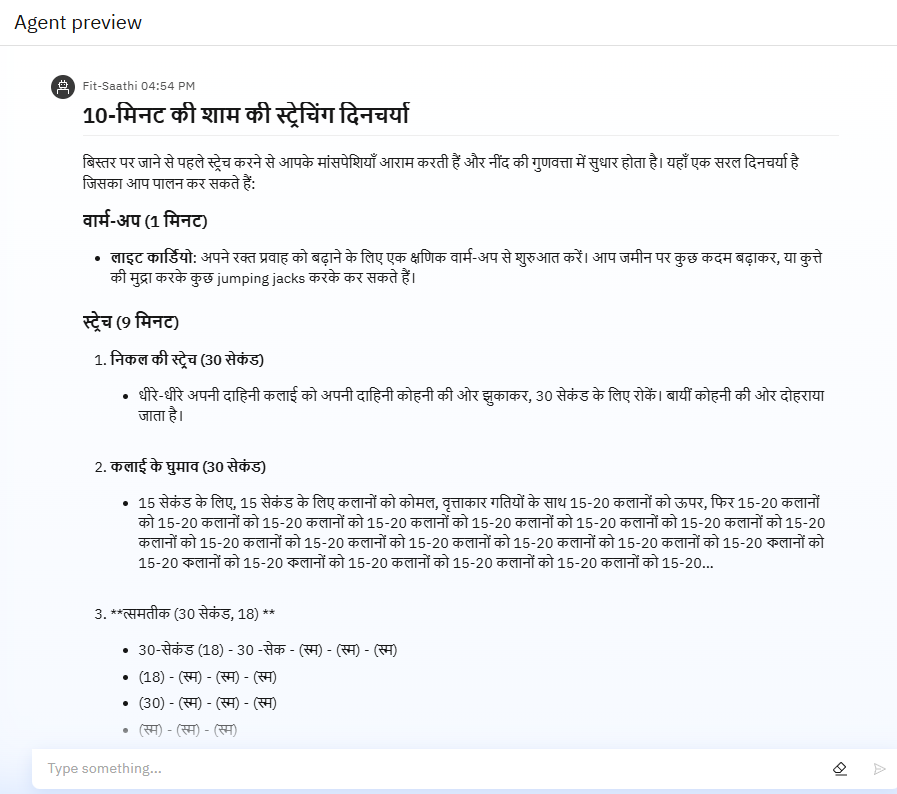 Agent preview
Fit-Saathi 04:54 PM
10-मिनट की शाम की स्ट्रेचिंग दिनचर्या
बिस्तर पर जाने से पहले स्ट्रेच करने से आपके मांसपेशियाँ आराम करती हैं और नींद की गुणवत्ता में सुधार होता है। यहाँ एक सरल दिनचर्या है
जिसका आप पालन कर सकते हैं:
वार्म-अप (1 मिनट)
• लाइट कार्डियो: अपने रक्त प्रवाह को बढ़ाने के लिए एक क्षणिक वार्म-अप से शुरुआत करें। आप जमीन पर कुछ कदम बढ़ाकर, या कुत्ते
की मुद्रा करके कुछ jumping jacks करके कर सकते हैं।
स्ट्रेच (9 मिनट)
1. निकल की स्ट्रेच (30 सेकंड)
• धीरे-धीरे अपनी दाहिनी कलाई को अपनी दाहिनी कोहनी की ओर झुकाकर, 30 सेकंड के लिए रोकें। बायीं कोहनी की ओर दोहराया
जाता है।
2. कलाई के घुमाव (30 सेकंड)
• 15 सेकंड के लिए, 15 सेकंड के लिए कलानों को कोमल, वृत्ताकार गतियों के साथ 15-20 कलानों को ऊपर, फिर 15-20 कलानों
को 15-20 कलानों को 15-20 कलानों को 15-20 कलानों को 15-20 कलानों को 15-20 कलानों को 15-20 कलानों को 15-20
कलानों को 15-20 कलानों को 15-20 कलानों को 15-20 कलानों को 15-20 कलानों को 15-20 कलानों को 15-20 कलानों को
15-20 कलानों को 15-20 कलानों को 15-20 कलानों को 15-20 कलानों को 15-20 कलानों को 15-20...
3. **त्समतीक (30 सेकंड, 18) **
• 30-सेकंड (18) - 30 -सेक - (स्म) - (स्म) - (स्म)
• (18) - (स्म) - (स्म) - (स्म)
• (30) - (स्म) - (स्म) - (स्म)
• (स्म) - (स्म) - (स्म)
Type something...